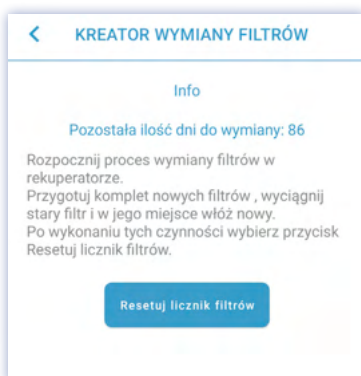 KREATOR WYMIANY FILTRÓW
Info
Pozostała ilość dni do wymiany: 86
Rozpocznij proces wymiany filtrów w
rekuperatorze.
Przygotuj komplet nowych filtrów , wyciągnij
stary filtr i w jego miejsce włóż nowy.
Po wykonaniu tych czynności wybierz przycisk
Resetuj licznik filtrów.
Resetuj licznik filtrów